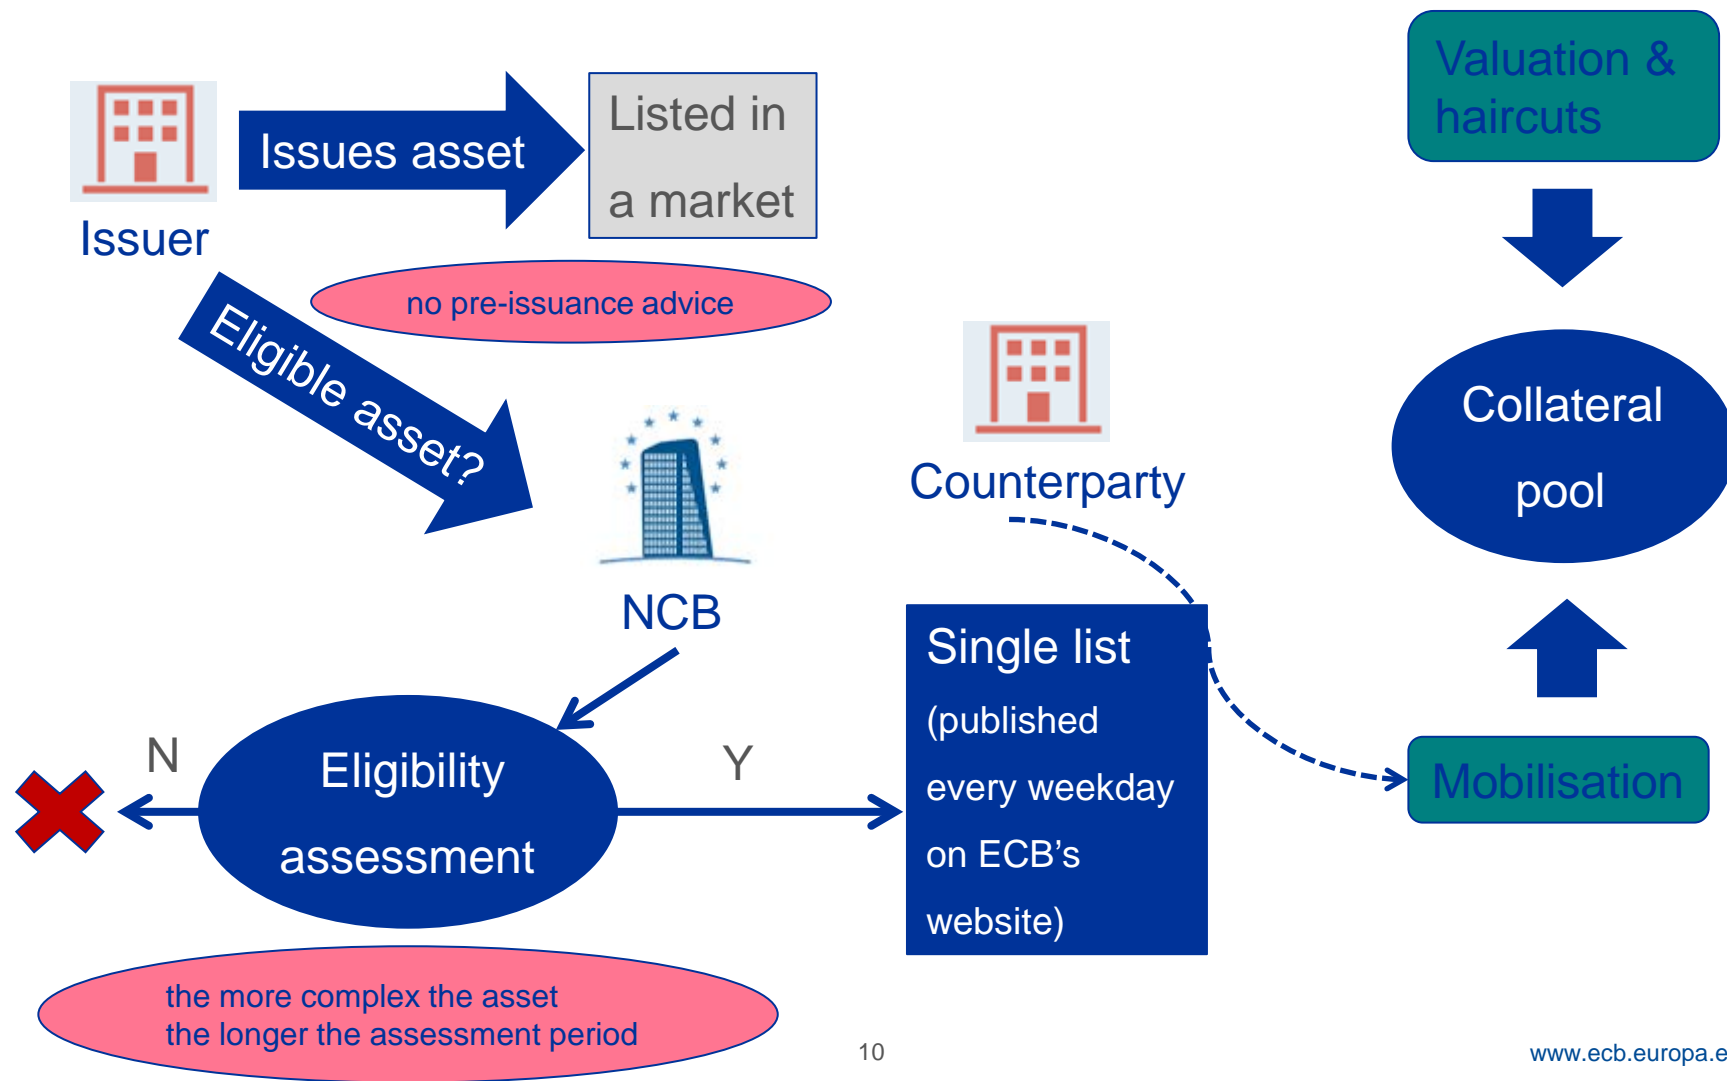 Issuer
Issues asset
Listed in
a market
no pre-issuance advice
Eligible asset?
NCB
Eligibility
assessment
N
Y
the more complex the asset
the longer the assessment period
Counterparty
Single list
(published
every weekday
on ECB's
website)
Valuation &
haircuts
Collateral
pool
Mobilisation
10
www.ecb.europa.e